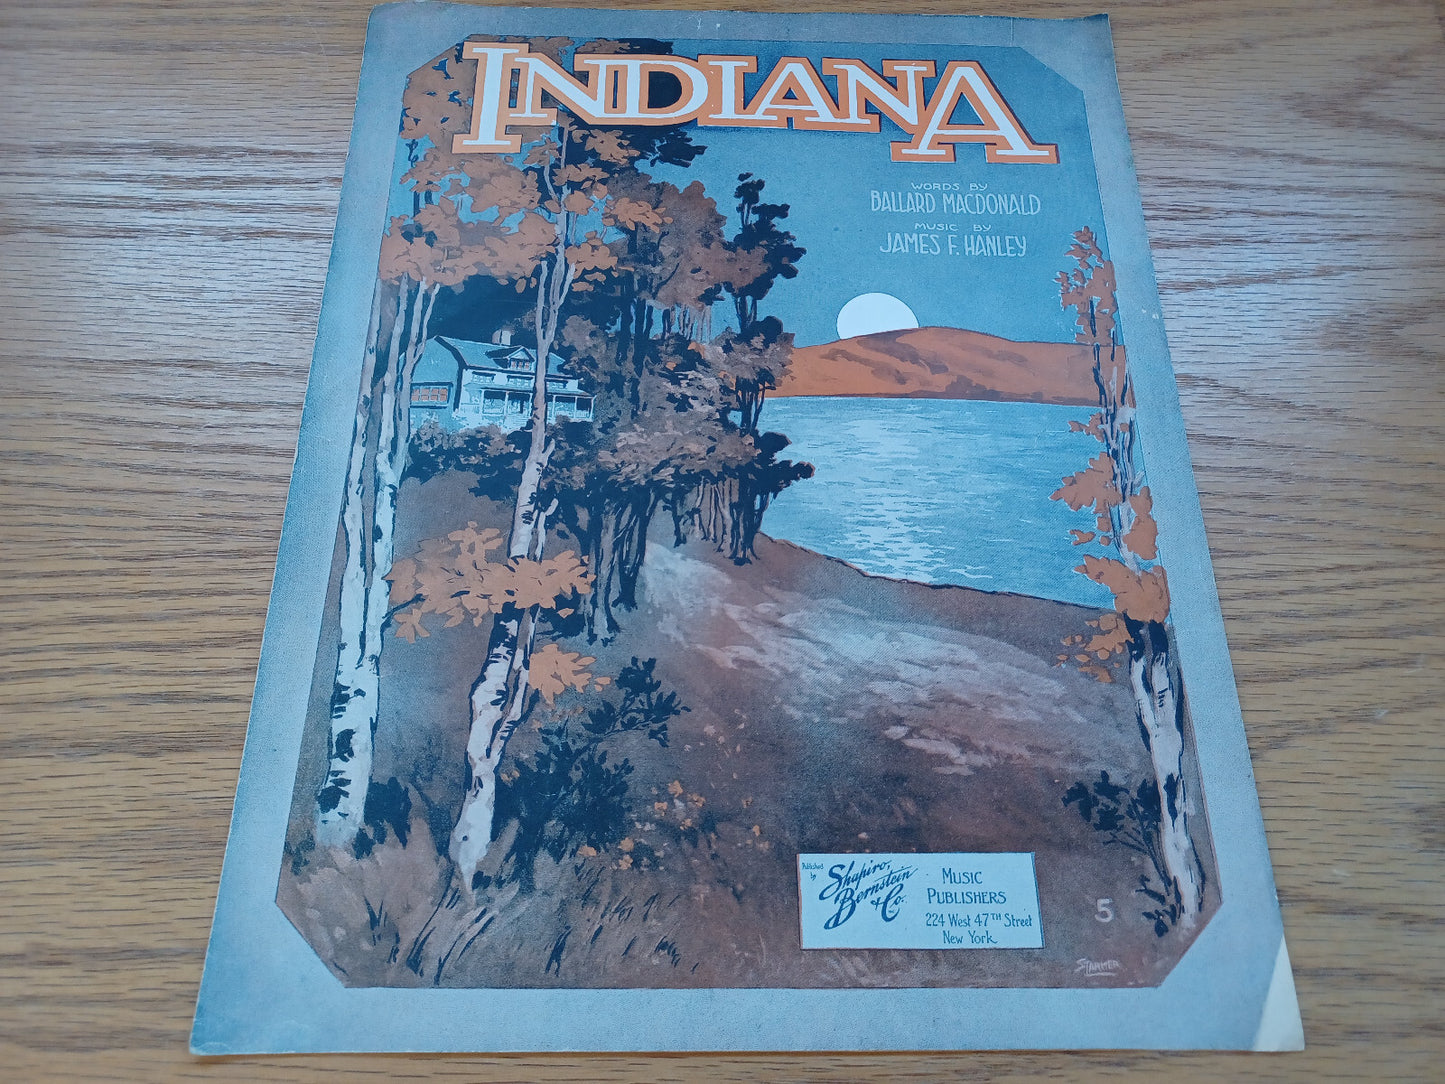 INDIANA
WORDS BY
BALLARD MACDONALD
MUSIC BY
JAMES F. HANLEY
Published
by
Shapiro,
Bernstein
& Co.
MUSIC
PUBLISHERS
224 West 47TH Street
New York
5
STARMER